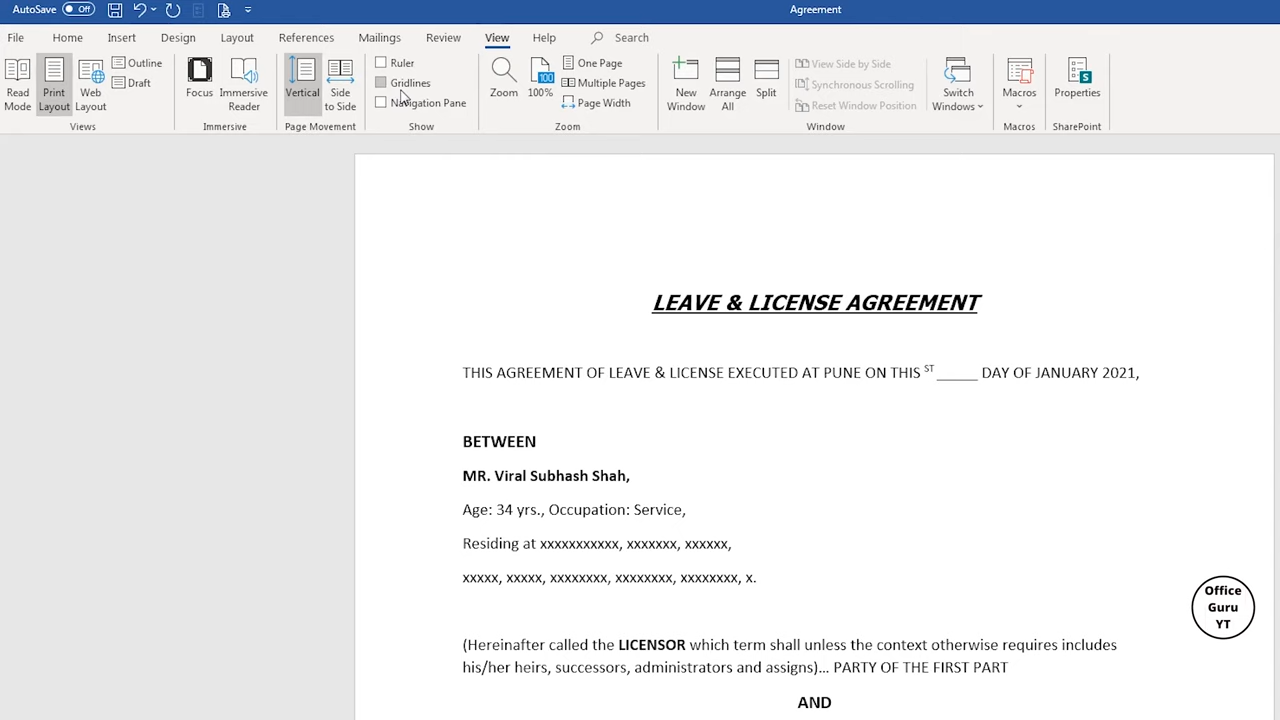 AutoSave Off
Agreement
File Home Insert Design Layout References Mailings Review View Help Search
Read Mode
Print Layout
Web Layout
Outline
Draft
Views
Focus
Immersive Reader
Immersive
Vertical
Side to Side
Page Movement
Ruler
Gridlines
Navigation Pane
Show
Zoom
100
100%
One Page
Multiple Pages
Page Width
Zoom
New Window
Arrange All
Split
View Side by Side
Synchronous Scrolling
Reset Window Position
Window
Switch Windows
Macros
Macros
S
Properties
SharePoint
LEAVE & LICENSE AGREEMENT
THIS AGREEMENT OF LEAVE & LICENSE EXECUTED AT PUNE ON THIS ST _____ DAY OF JANUARY 2021,
BETWEEN
MR. Viral Subhash Shah,
Age: 34 yrs., Occupation: Service,
Residing at xxxxxxxxxxx, xxxxxxx, xxxxxx,
xxxxx, xxxxx, xxxxxxxx, xxxxxxxx, xxxxxxxx, x.
(Hereinafter called the LICENSOR which term shall unless the context otherwise requires includes
his/her heirs, successors, administrators and assigns)... PARTY OF THE FIRST PART
AND
Office
Guru
YT